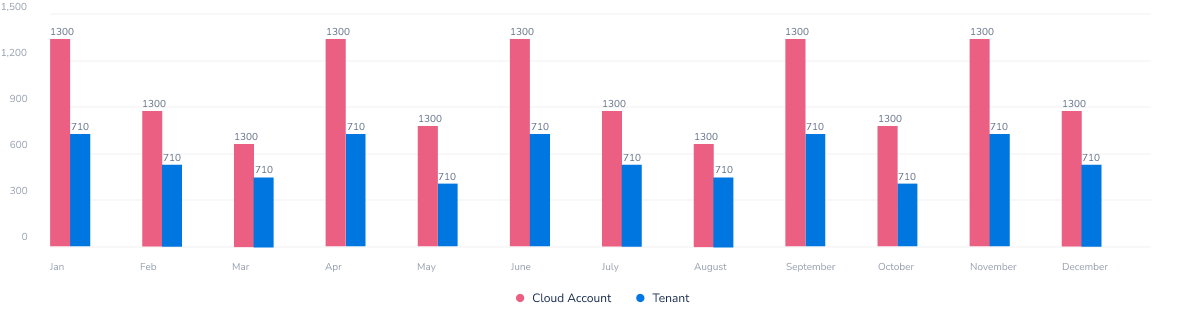 1,500
1300 1300 1300 1300 1300
1,200
900
1300 1300 1300
1300 1300
1300 1300
710 710 710 710 710
600
710 710 710
710 710
710 710
300
0
Jan Feb Mar Apr May June July August September October November December
Cloud Account Tenant